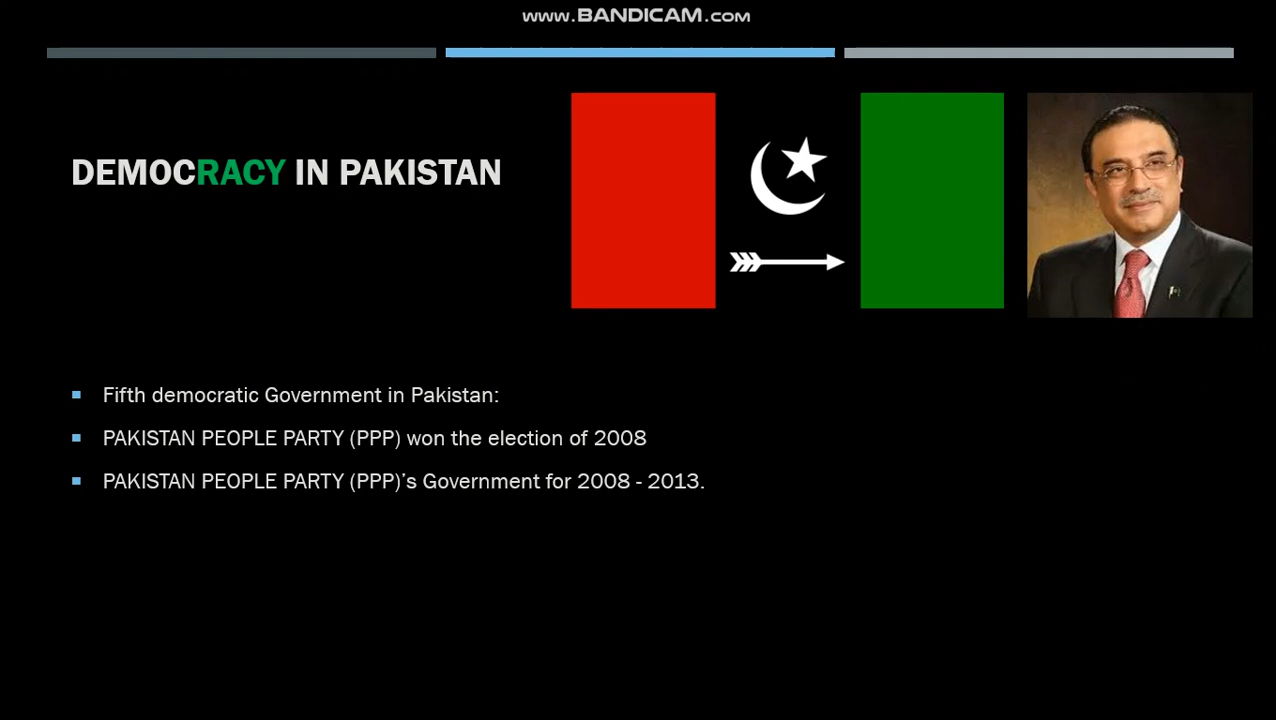 www.BANDICAM.com
DEMOCRACY IN PAKISTAN
Fifth democratic Government in Pakistan:
PAKISTAN PEOPLE PARTY (PPP) won the election of 2008
PAKISTAN PEOPLE PARTY (PPP)’s Government for 2008 - 2013.